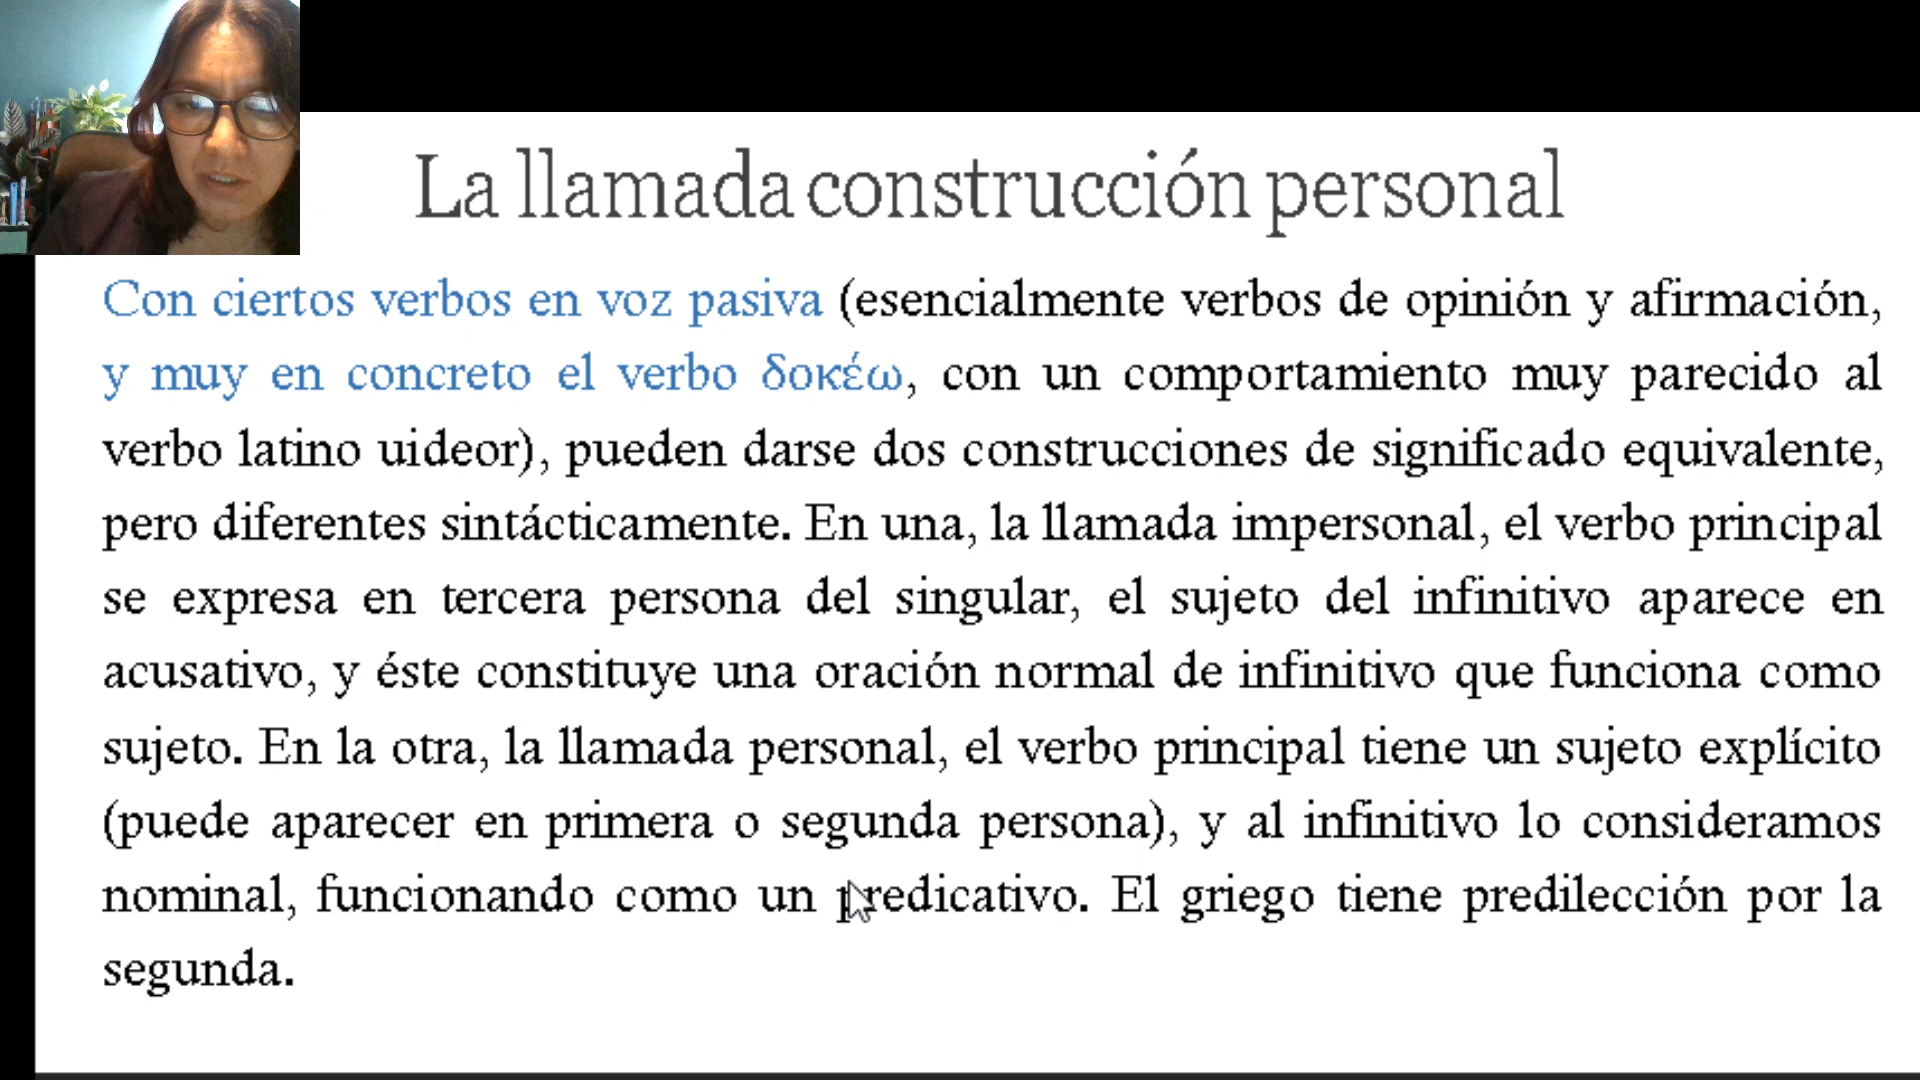 La llamada construcción personal
Con ciertos verbos en voz pasiva (esencialmente verbos de opinión y afirmación,
y muy en concreto el verbo δοκέω, con un comportamiento muy parecido al
verbo latino uideor), pueden darse dos construcciones de significado equivalente,
pero diferentes sintácticamente. En una, la llamada impersonal, el verbo principal
se expresa en tercera persona del singular, el sujeto del infinitivo aparece en
acusativo, y éste constituye una oración normal de infinitivo que funciona como
sujeto. En la otra, la llamada personal, el verbo principal tiene un sujeto explícito
(puede aparecer en primera o segunda persona), y al infinitivo lo consideramos
nominal, funcionando como un predicativo. El griego tiene predilección por la
segunda.